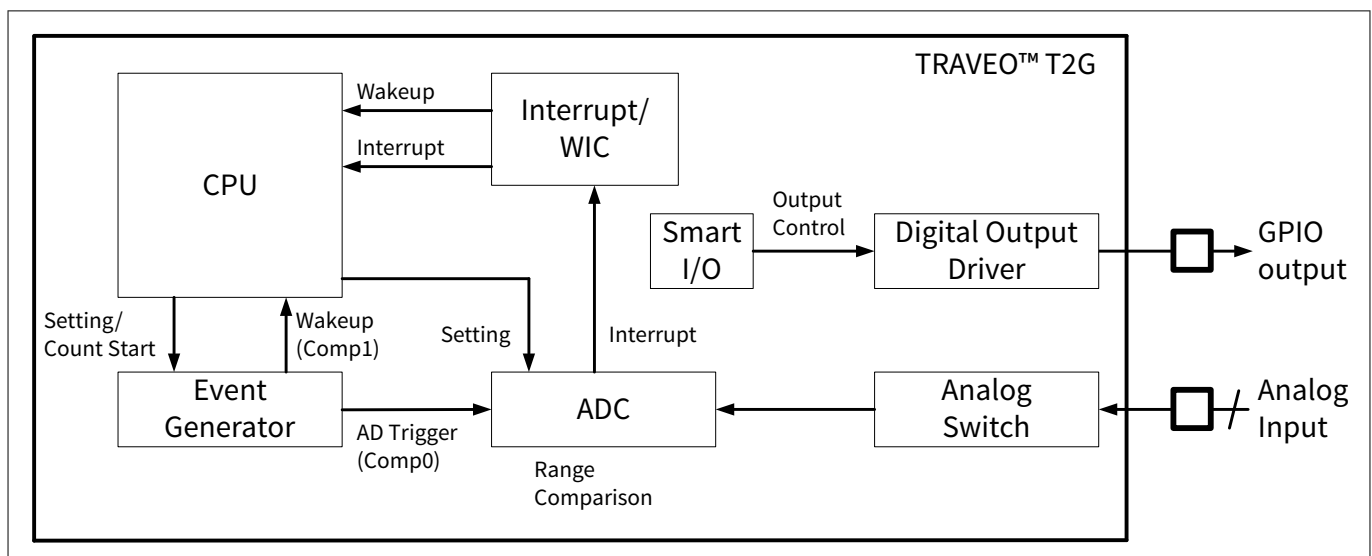 TRAVEO™ T2G
Wakeup
Interrupt/
WIC
Interrupt
CPU
Output
Control
Smart
I/O
Digital Output
Driver
GPIO
output
Setting/
Count Start
Wakeup
(Comp1)
Setting
Interrupt
Event
Generator
AD Trigger
(Comp0)
ADC
Range
Comparison
Analog
Switch
Analog
Input